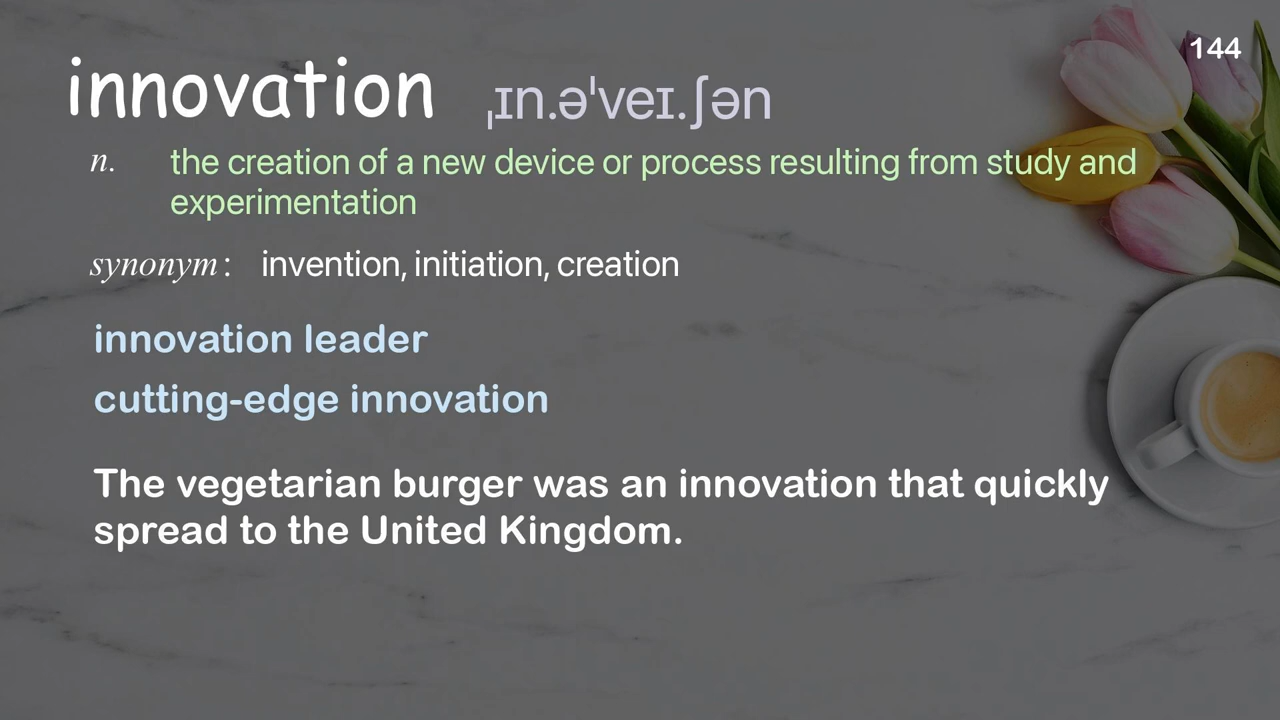 144
innovation ˌɪn.əˈveɪ.ʃən
n. the creation of a new device or process resulting from study and
experimentation
synonym: invention, initiation, creation
innovation leader
cutting-edge innovation
The vegetarian burger was an innovation that quickly
spread to the United Kingdom.